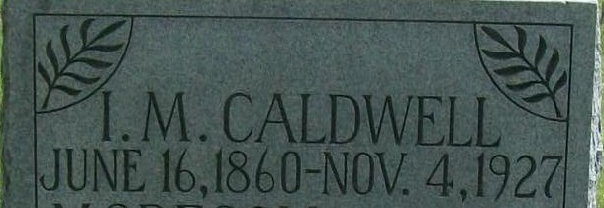 I. M. CALDWELL
JUNE 16, 1860-NOV. 4, 1927